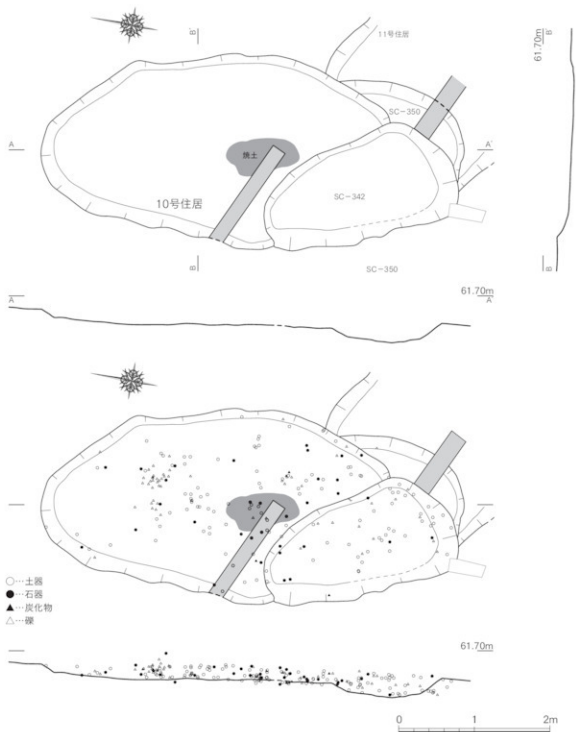 B'
11号住居
61.70m
B'
SC-350
A
焼土
A'
SC-342
10号住居
B
SC-350
B
A
61.70m
A'
○…土器
●…石器
▲…炭化物
△…礫
61.70m
0 1 2m